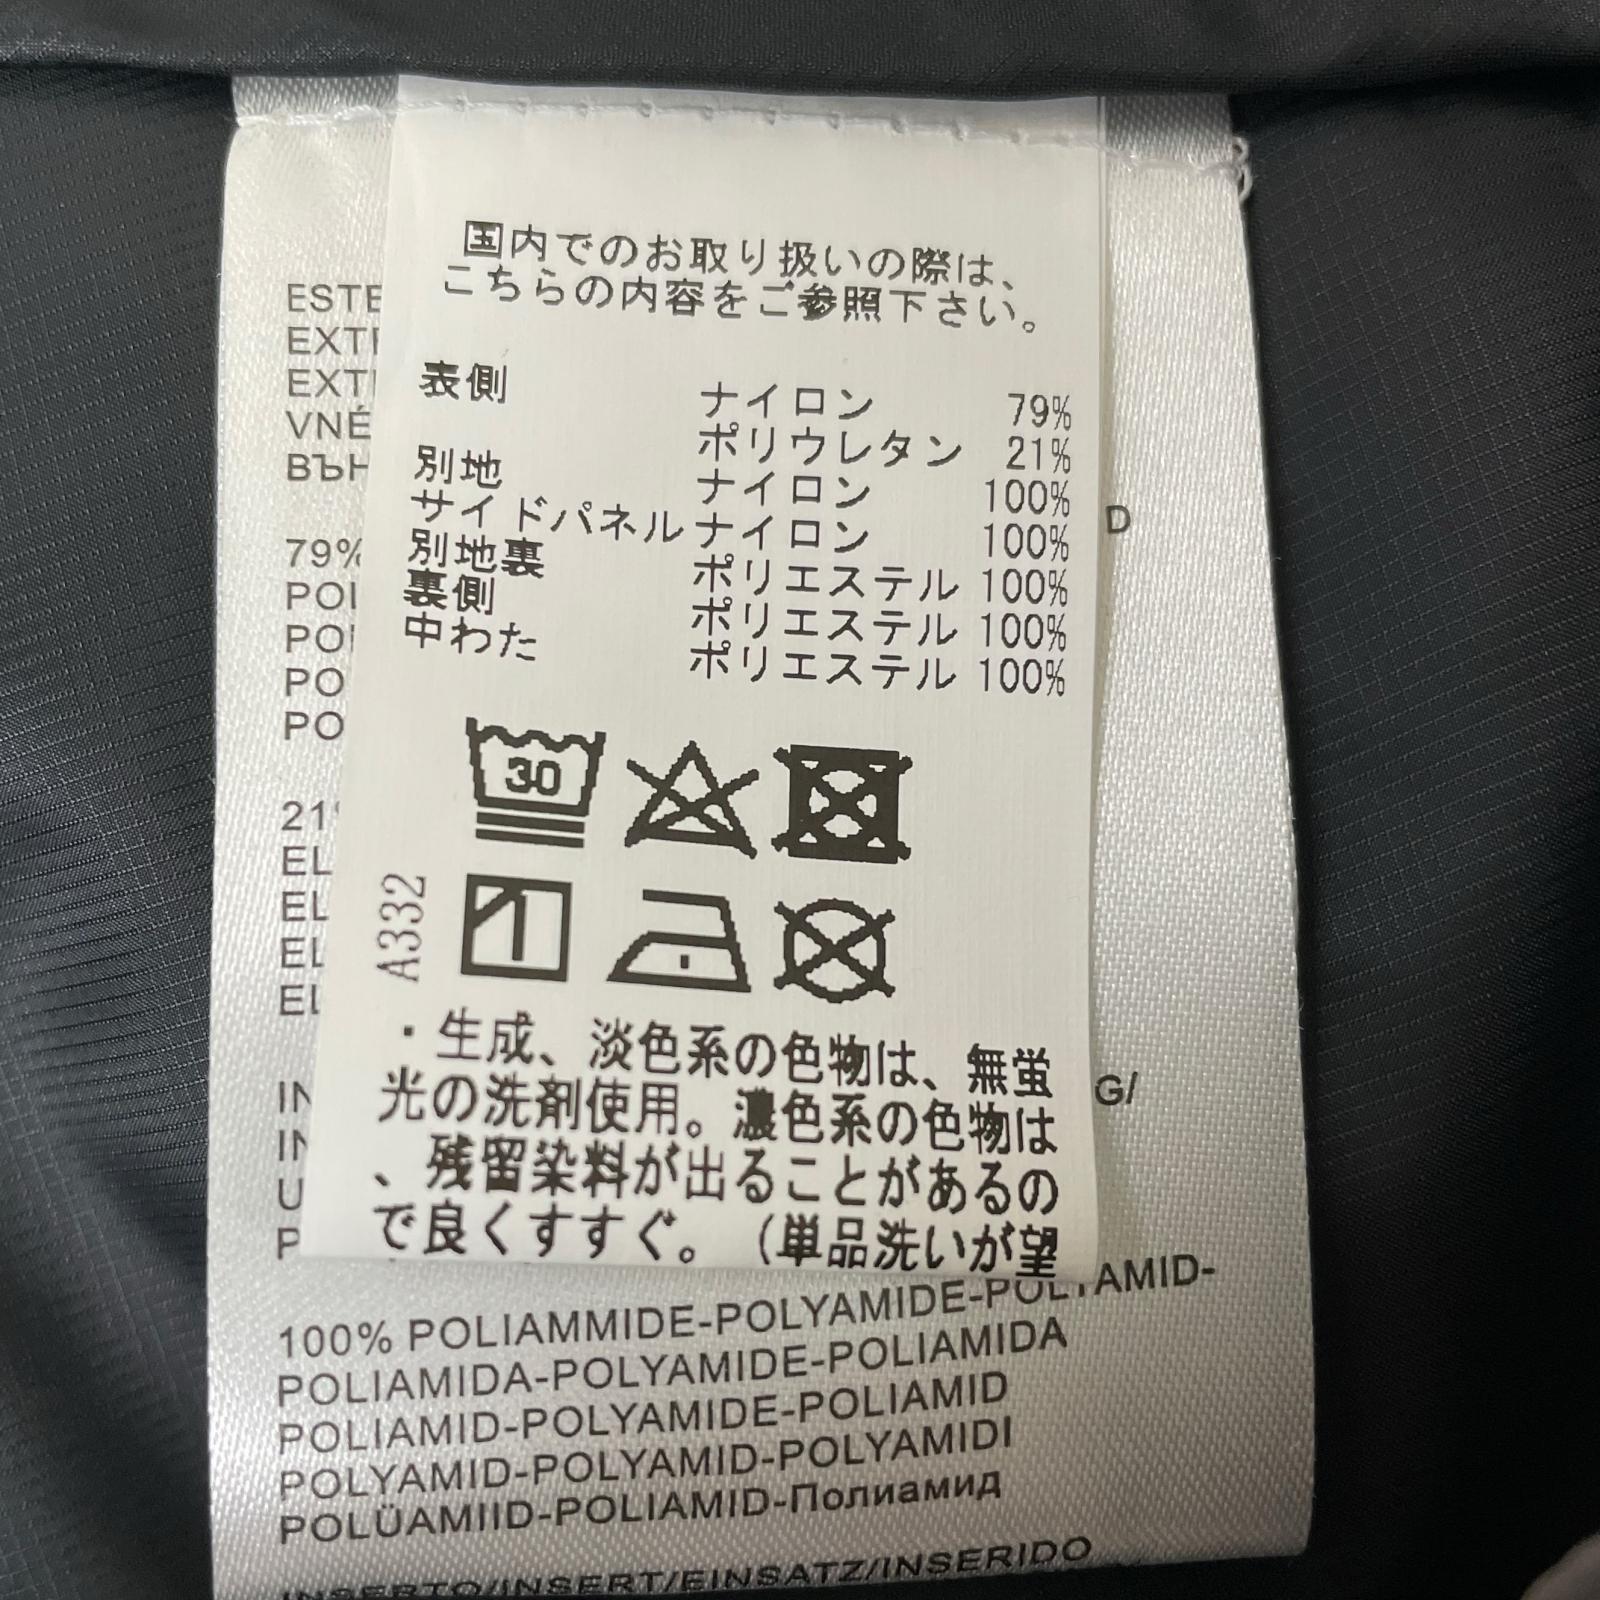 国内でのお取り扱いの際は、
こちらの内容をご参照下さい。
表側 ナイロン 79%
ポリウレタン 21%
別地 ナイロン 100%
サイドパネル ナイロン 100%
別地裏 ポリエステル 100%
裏側 ポリエステル 100%
中わた ポリエステル 100%
30
A332
・生成、淡色系の色物は、無蛍
光の洗剤使用。濃色系の色物は
、残留染料が出ることがあるの
で良くすすぐ。(単品洗いが望
ESTE
EXT
EXT
VNÉ
ВЪН
D
79%
PO
PO
PO
PO
21
EL
EL
EL
EL
IN
IN
U
P
G/
100% POLIAMMIDE-POLYAMIDE-POLYAMID-
POLIAMIDA-POLYAMIDE-POLIAMIDA
POLIAMID-POLYAMIDE-POLIAMID
POLYAMID-POLYAMID-POLYAMIDI
POLÜAMIID-POLIAMID-Полиамид
INSERTO/INSERT/EINSATZ/INSERIDO